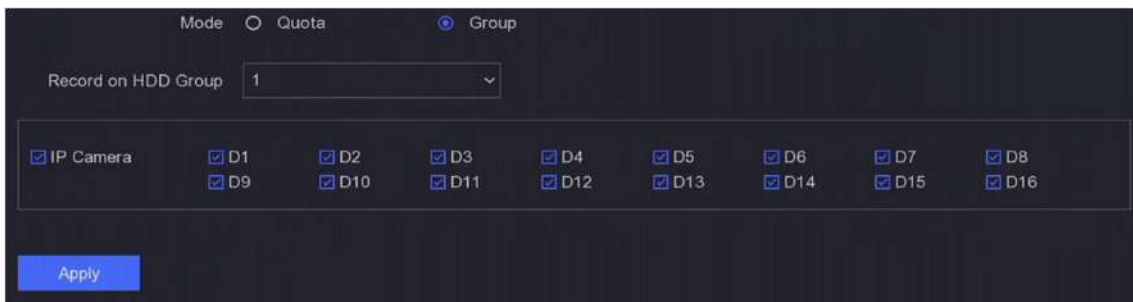 Mode Quota Group
Record on HDD Group 1
IP Camera D1 D2 D3 D4 D5 D6 D7 D8
D9 D10 D11 D12 D13 D14 D15 D16
Apply